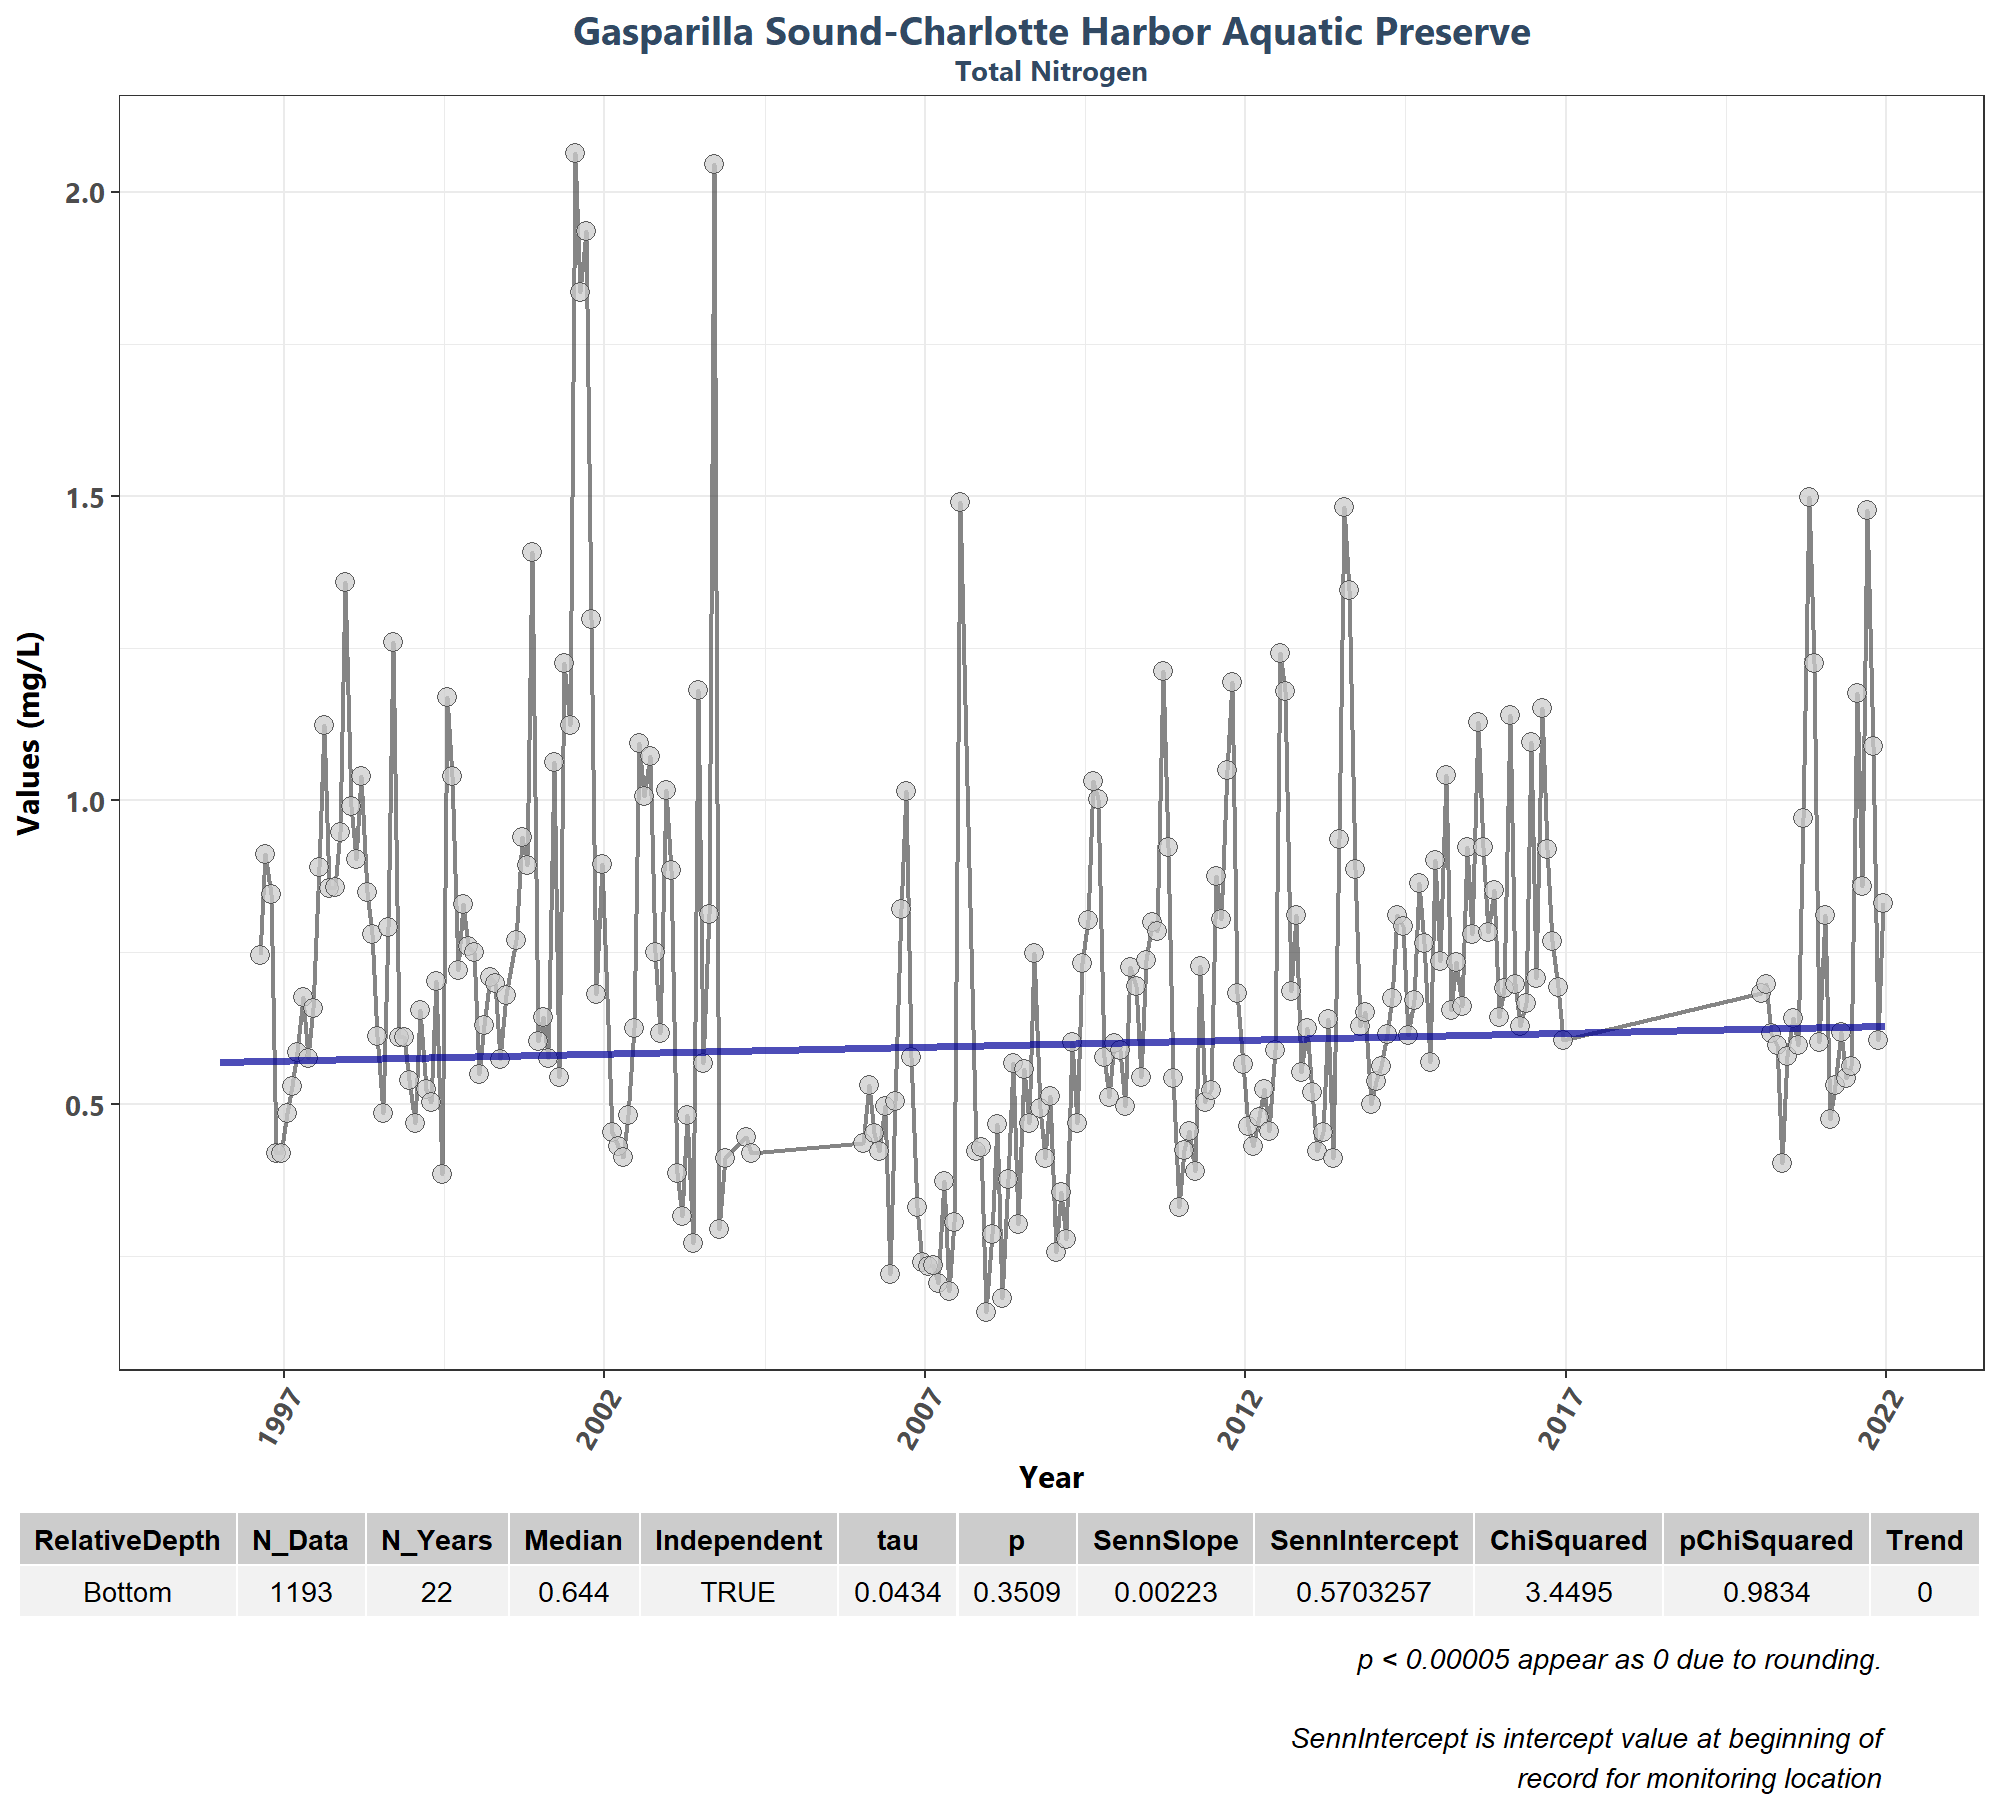 Gasparilla Sound-Charlotte Harbor Aquatic Preserve
Total Nitrogen
Values (mg/L)
2.0
1.5
1.0
0.5
1997 2002 2007 2012 2017 2022
Year
RelativeDepth N_Data N_Years Median Independent tau p SennSlope SennIntercept ChiSquared pChiSquared Trend
Bottom 1193 22 0.644 TRUE 0.0434 0.3509 0.00223 0.5703257 3.4495 0.9834 0
p < 0.00005 appear as 0 due to rounding.
SennIntercept is intercept value at beginning of
record for monitoring location